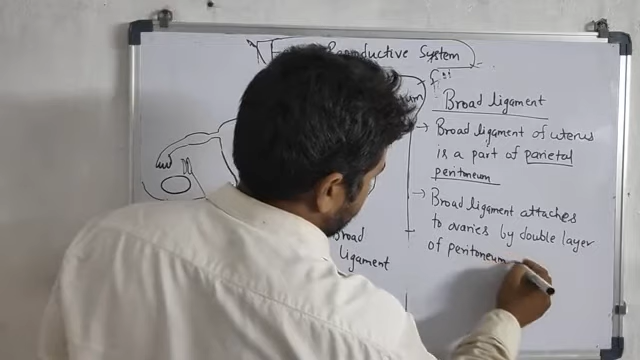 Reproductive System
Broad ligament
→ Broad ligament of uterus
is a part of parietal
peritoneum
→ Broad ligament attaches
to ovaries by double layer
of peritoneum
Broad
ligament